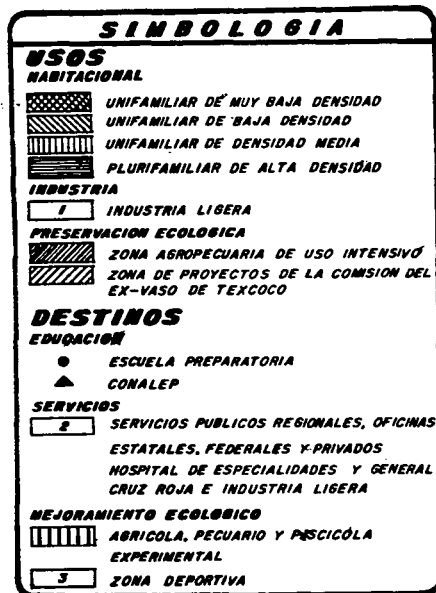 SIMBOLOGIA
USOS
HABITACIONAL
UNIFAMILIAR DE MUY BAJA DENSIDAD
UNIFAMILIAR DE BAJA DENSIDAD
UNIFAMILIAR DE DENSIDAD MEDIA
PLURIFAMILIAR DE ALTA DENSIDAD
INDUSTRIA
1 INDUSTRIA LIGERA
PRESERVACION ECOLOGICA
ZONA AGROPECUARIA DE USO INTENSIVO
ZONA DE PROYECTOS DE LA COMISION DEL
EX-VASO DE TEXCOCO
DESTINOS
EDUCACION
ESCUELA PREPARATORIA
CONALEP
SERVICIOS
2 SERVICIOS PUBLICOS REGIONALES, OFICINAS
ESTATALES, FEDERALES Y PRIVADOS
HOSPITAL DE ESPECIALIDADES Y GENERAL
CRUZ ROJA E INDUSTRIA LIGERA
MEJORAMIENTO ECOLOGICO
AGRICOLA, PECUARIO Y PISCICOLA
EXPERIMENTAL
3 ZONA DEPORTIVA